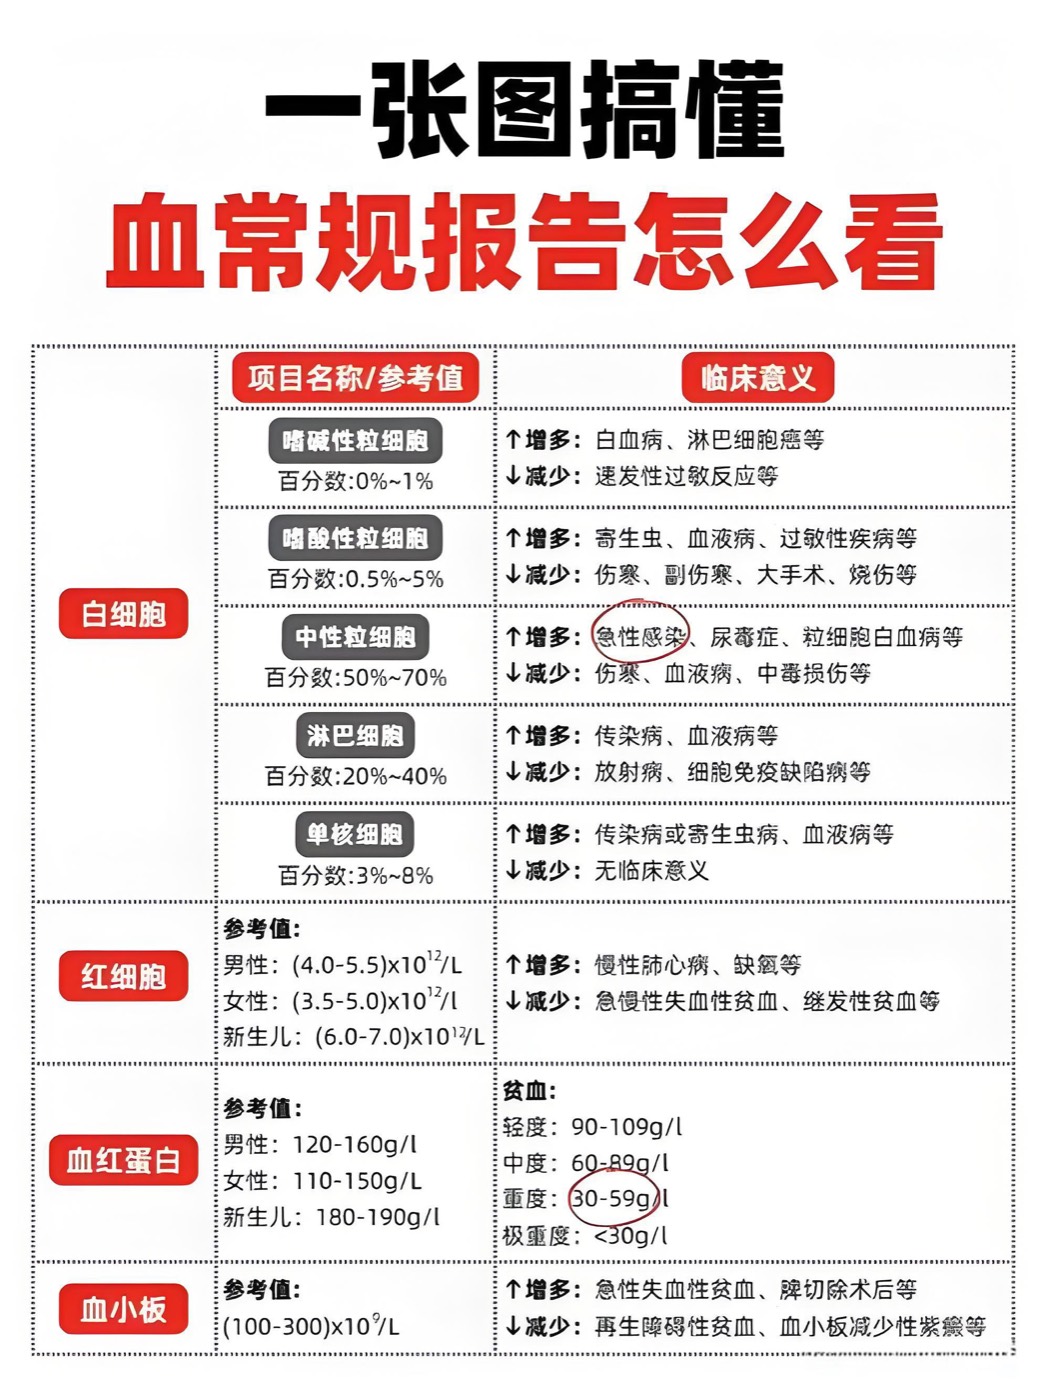 一张图搞懂
血常规报告怎么看
项目名称/参考值
临床意义
白细胞
嗜碱性粒细胞
百分数:0%~1%
↑增多：白血病、淋巴细胞癌等
↓减少：速发性过敏反应等
嗜酸性粒细胞
百分数:0.5%~5%
↑增多：寄生虫、血液病、过敏性疾病等
↓减少：伤寒、副伤寒、大手术、烧伤等
中性粒细胞
百分数:50%~70%
↑增多：急性感染、尿毒症、粒细胞白血病等
↓减少：伤寒、血液病、中毒损伤等
淋巴细胞
百分数:20%~40%
↑增多：传染病、血液病等
↓减少：放射病、细胞免疫缺陷病等
单核细胞
百分数:3%~8%
↑增多：传染病或寄生虫病、血液病等
↓减少：无临床意义
红细胞
参考值：
男性：(4.0-5.5)x10¹²/L
女性：(3.5-5.0)x10¹²/l
新生儿：(6.0-7.0)x10¹²/L
↑增多：慢性肺心病、缺氧等
↓减少：急慢性失血性贫血、继发性贫血等
血红蛋白
参考值：
男性：120-160g/l
女性：110-150g/L
新生儿：180-190g/l
贫血：
轻度：90-109g/l
中度：60-89g/l
重度：30-59g/l
极重度：<30g/l
血小板
参考值：
(100-300)x10⁹/L
↑增多：急性失血性贫血、脾切除术后等
↓减少：再生障碍性贫血、血小板减少性紫癜等